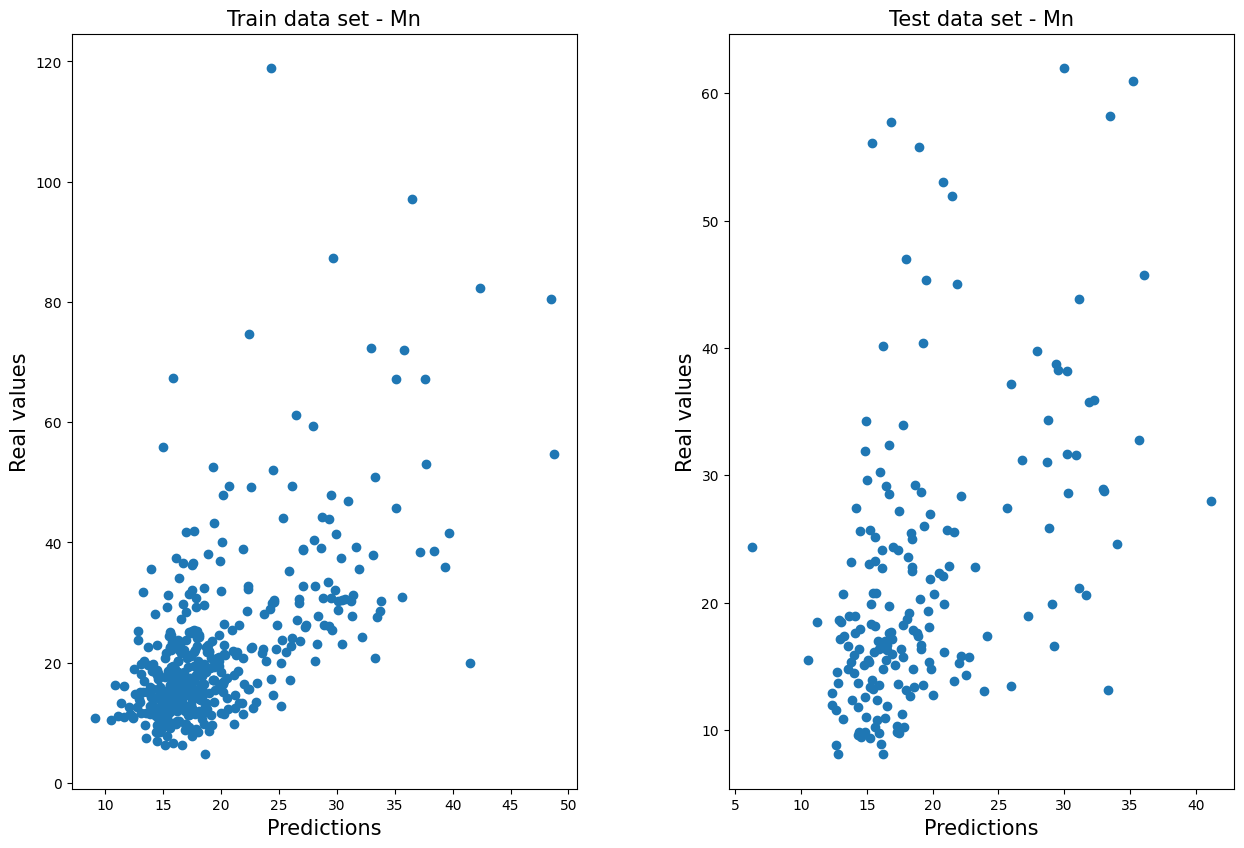 Train data set - Mn
Real values
120
100
80
60
40
20
0
10 15 20 25 30 35 40 45 50
Predictions
Test data set - Mn
Real values
60
50
40
30
20
10
5 10 15 20 25 30 35 40
Predictions